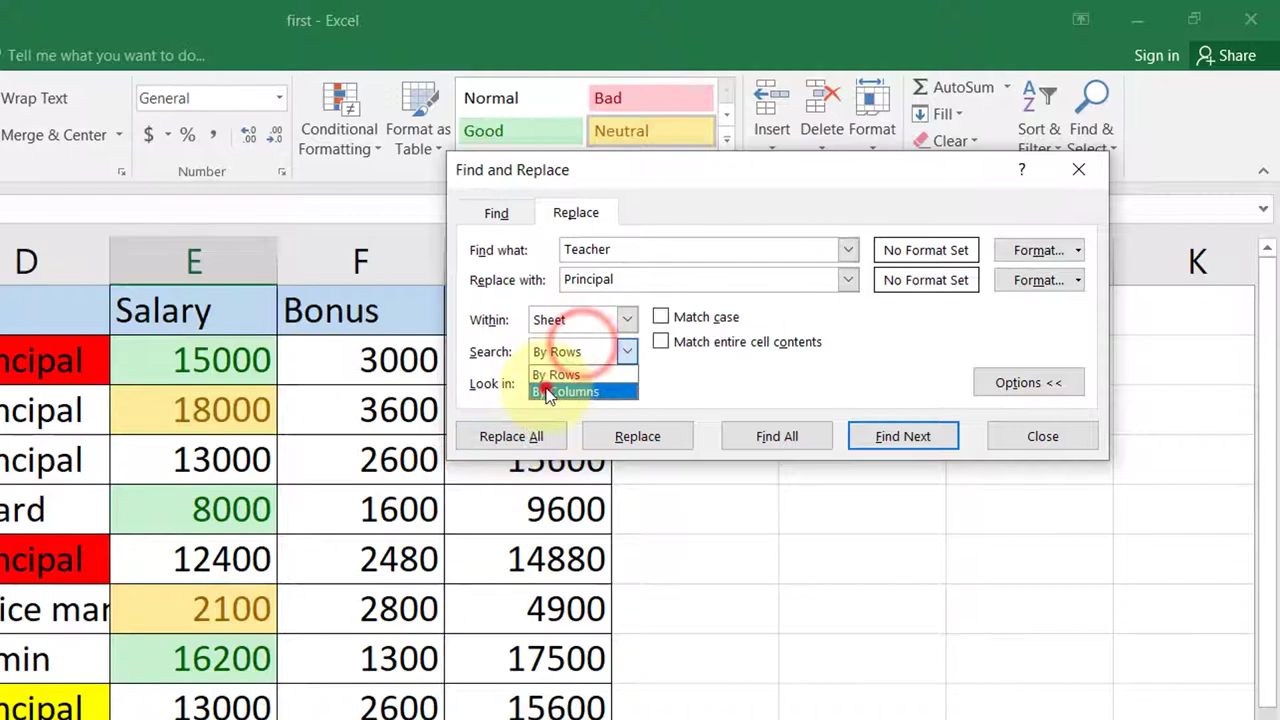 first - Excel
Tell me what you want to do...
Sign in
Share
Wrap Text
General
Normal
Bad
Good
Neutral
AutoSum
Fill
Clear
Merge & Center
$ % ,
Conditional
Formatting
Format as
Table
Insert
Delete
Format
Sort &
Filter
Find &
Select
Number
Find and Replace
?
Find
Replace
Find what:
Teacher
No Format Set
Format...
Replace with:
Principal
No Format Set
Format...
Within:
Sheet
Match case
Search:
By Rows
Match entire cell contents
By Rows
By Columns
Look in:
Options <<
Replace All
Replace
Find All
Find Next
Close
D E F K
Salary Bonus
ncipal 15000 3000
18000 3600
13000 2600 15600
ard 8000 1600 9600
ncipal 12400 2480 14880
ice mar 2100 2800 4900
min 16200 1300 17500
ncipal 13000 2600 15600